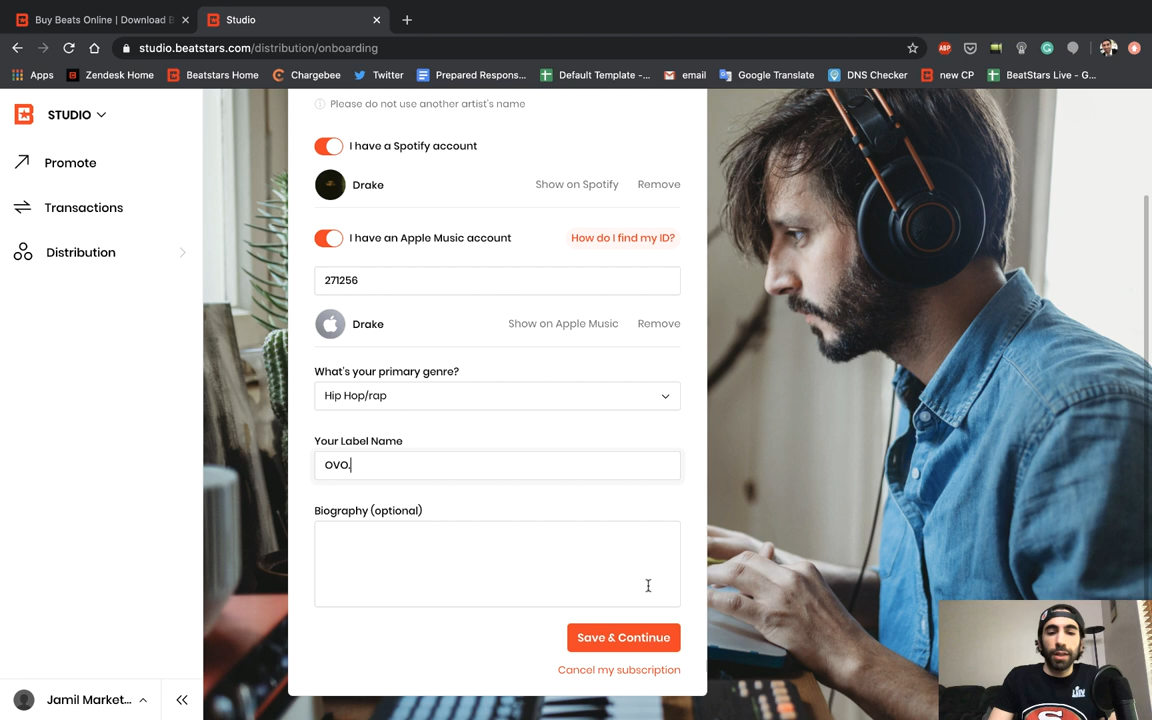 Buy Beats Online | Download B
Studio
studio.beatstars.com/distribution/onboarding
ABP
Apps
Zendesk Home
Beatstars Home
Chargebee
Twitter
Prepared Respons...
Default Template -...
email
Google Translate
DNS Checker
new CP
BeatStars Live - G...
STUDIO
Promote
Transactions
Distribution
Please do not use another artist's name
I have a Spotify account
Drake
Show on Spotify
Remove
I have an Apple Music account
How do I find my ID?
271256
Drake
Show on Apple Music
Remove
What's your primary genre?
Hip Hop/rap
Your Label Name
OVO.
Biography (optional)
Save & Continue
Cancel my subscription
Jamil Market...
LIV
SF